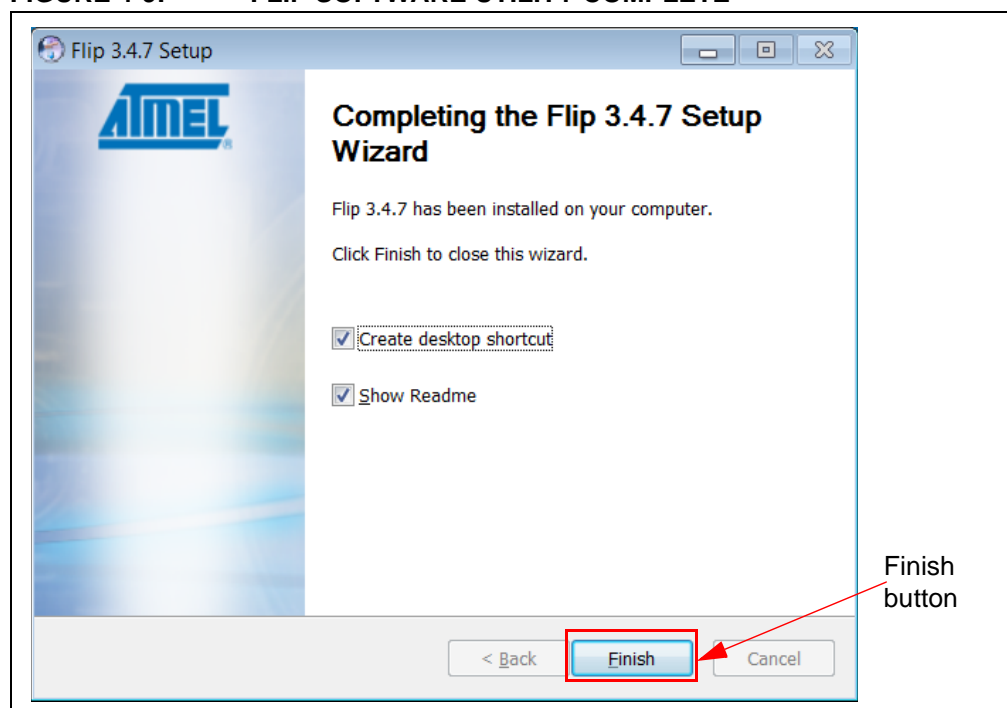 Flip 3.4.7 Setup
ATMEL
®
Completing the Flip 3.4.7 Setup
Wizard
Flip 3.4.7 has been installed on your computer.
Click Finish to close this wizard.
Create desktop shortcut
Show Readme
Finish
button
< Back
Finish
Cancel